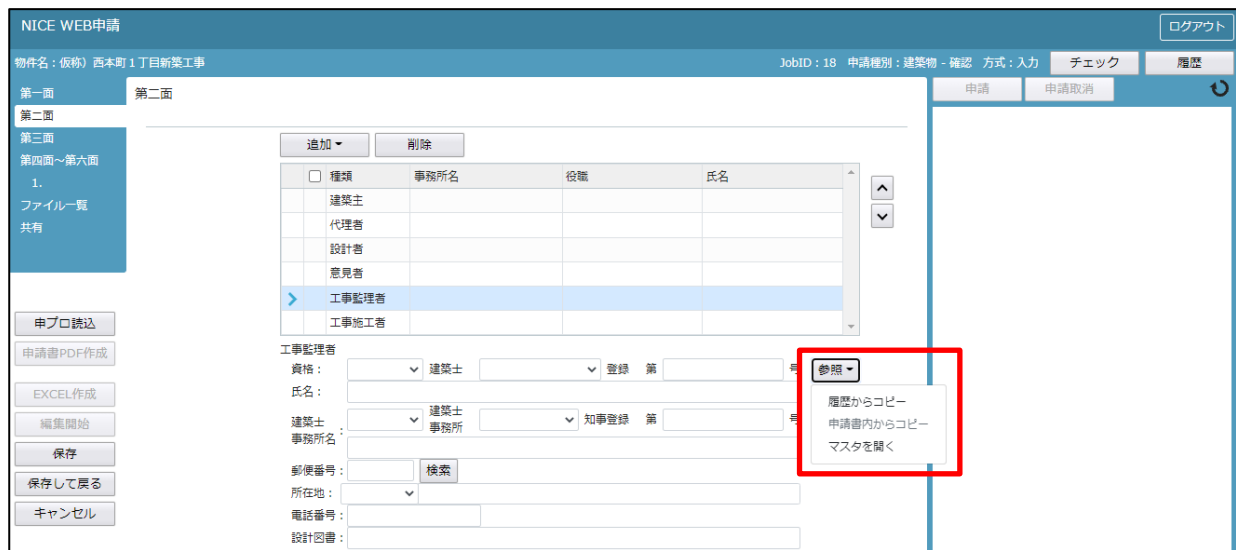 NICE WEB申請
ログアウト
物件名：仮称）西本町１丁目新築工事
JobID：18 申請種別：建築物 - 確認 方式：入力
チェック
履歴
第一面
第二面
第三面
第四面～第六面
1.
ファイル一覧
共有
申プロ読込
申請書PDF作成
EXCEL作成
編集開始
保存
保存して戻る
キャンセル
第二面
追加
削除
種類 事務所名 役職 氏名
建築主
代理者
設計者
意見者
工事監理者
工事施工者
工事監理者
資格： 建築士 登録 第 号 参照
氏名：
建築士事務所名： 建築士事務所 知事登録 第 号
郵便番号： 検索
所在地：
電話番号：
設計図書：
履歴からコピー
申請書内からコピー
マスタを開く
申請
申請取消